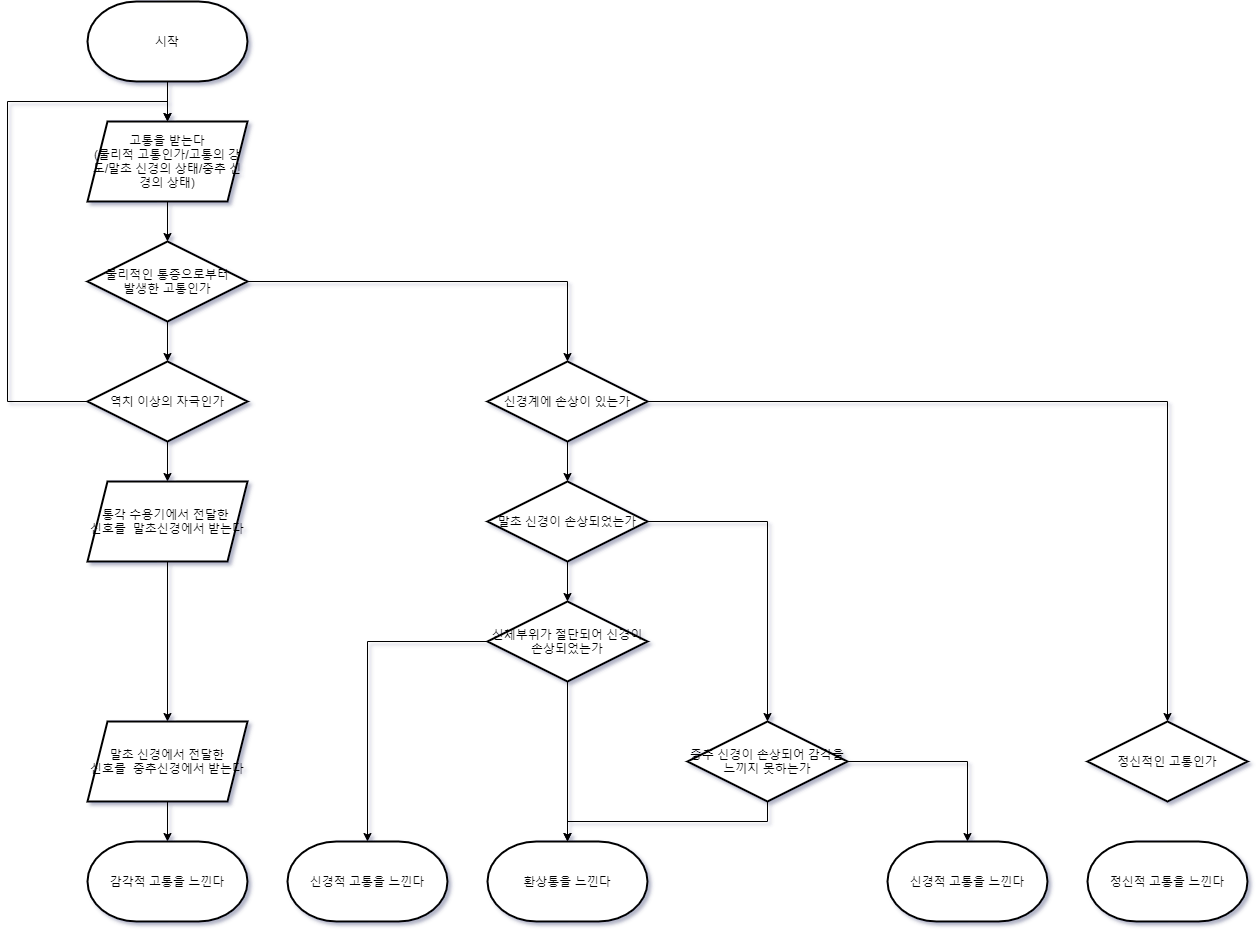 시작
고통을 받는다
(물리적 고통인가/고통의 강
도/말초 신경의 상태/중추 신
경의 상태)
물리적인 통증으로부터
발생한 고통인가
역치 이상의 자극인가
신경계에 손상이 있는가
통각 수용기에서 전달한
신호를 말초신경에서 받는다
말초 신경이 손상되었는가
신체부위가 절단되어 신경이
손상되었는가
말초 신경에서 전달한
신호를 중추신경에서 받는다
중추 신경이 손상되어 감각을
느끼지 못하는가
정신적인 고통인가
감각적 고통을 느낀다
신경적 고통을 느낀다
환상통을 느낀다
신경적 고통을 느낀다
정신적 고통을 느낀다